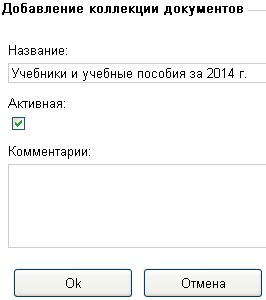 Добавление коллекции документов
Название:
Учебники и учебные пособия за 2014 г.
Активная:
Комментарии:
Ok
Отмена